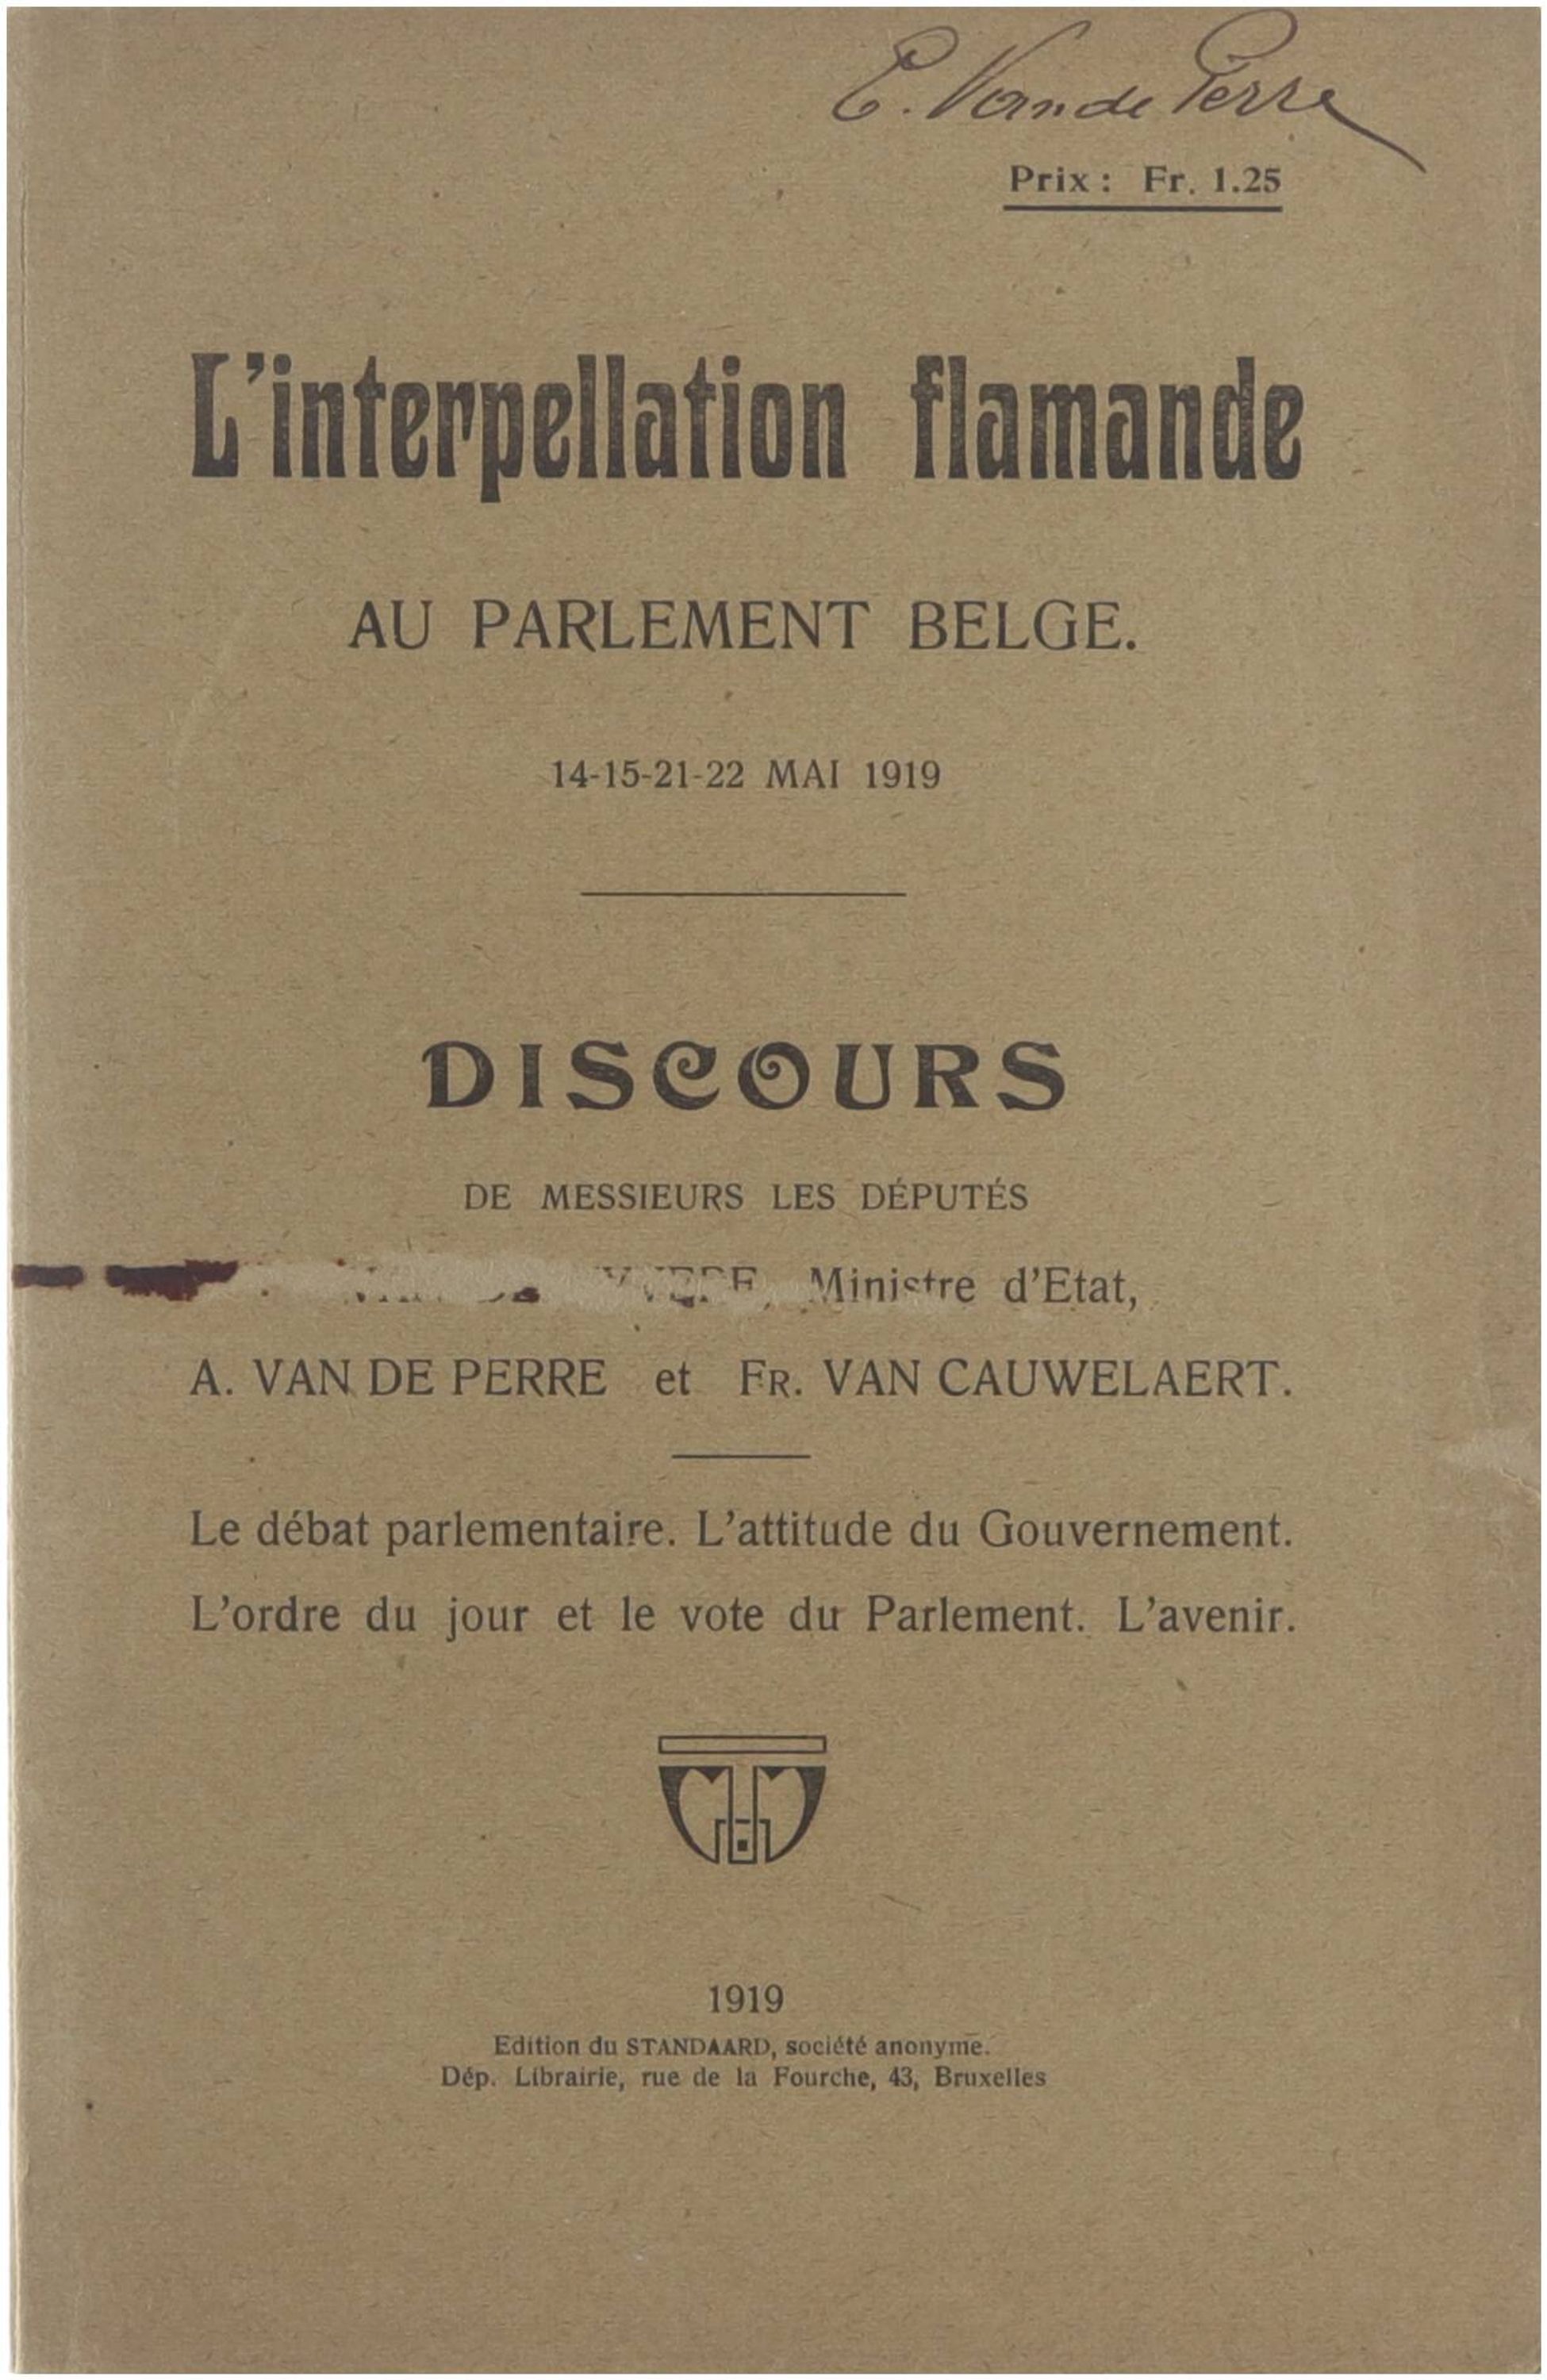 E. Van de Perre
Prix : Fr. 1.25
L'interpellation flamande
AU PARLEMENT BELGE.
14-15-21-22 MAI 1919
DISCOURS
DE MESSIEURS LES DÉPUTÉS
Ministre d'Etat,
A. VAN DE PERRE et FR. VAN CAUWELAERT.
Le débat parlementaire. L'attitude du Gouvernement.
L'ordre du jour et le vote du Parlement. L'avenir.
1919
Edition du STANDAARD, société anonyme.
Dép. Librairie, rue de la Fourche, 43, Bruxelles